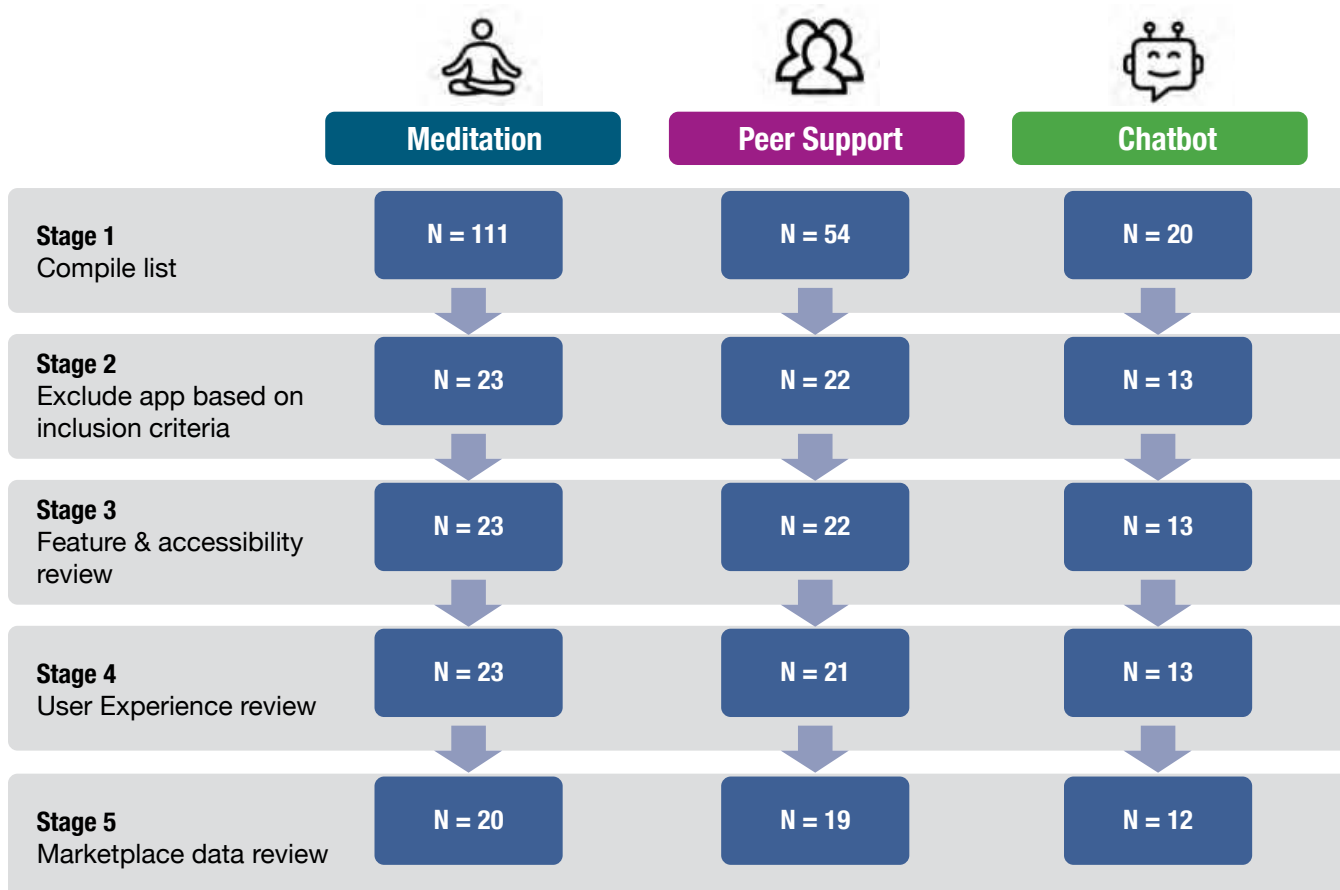 Meditation
Peer Support
Chatbot
Stage 1
Compile list
N = 111
N = 54
N = 20
Stage 2
Exclude app based on
inclusion criteria
N = 23
N = 22
N = 13
Stage 3
Feature & accessibility
review
N = 23
N = 22
N = 13
Stage 4
User Experience review
N = 23
N = 21
N = 13
Stage 5
Marketplace data review
N = 20
N = 19
N = 12